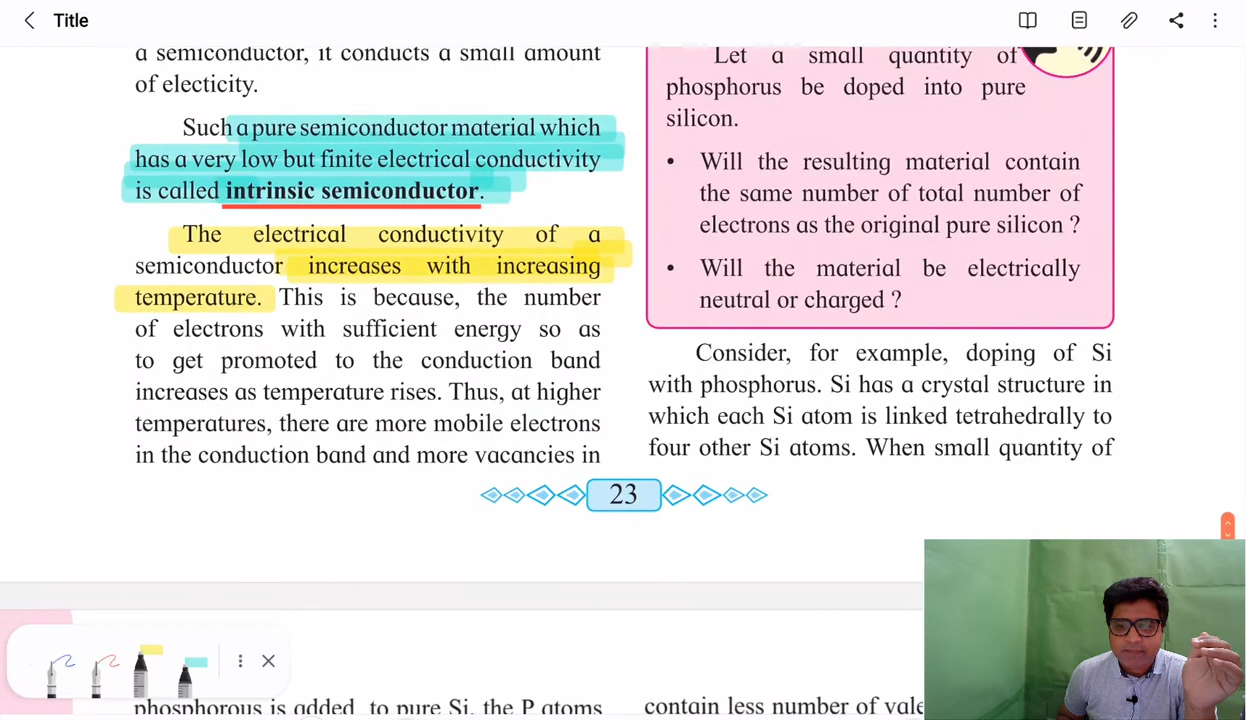 Title
a semiconductor, it conducts a small amount
of electicity.
Such a pure semiconductor material which
has a very low but finite electrical conductivity
is called intrinsic semiconductor.
The electrical conductivity of a
semiconductor increases with increasing
temperature. This is because, the number
of electrons with sufficient energy so as
to get promoted to the conduction band
increases as temperature rises. Thus, at higher
temperatures, there are more mobile electrons
in the conduction band and more vacancies in
Let a small quantity of
phosphorus be doped into pure
silicon.
• Will the resulting material contain
the same number of total number of
electrons as the original pure silicon ?
• Will the material be electrically
neutral or charged ?
Consider, for example, doping of Si
with phosphorus. Si has a crystal structure in
which each Si atom is linked tetrahedrally to
four other Si atoms. When small quantity of
23
phosphorous is added to pure Si, the P atoms
contain less number of vale